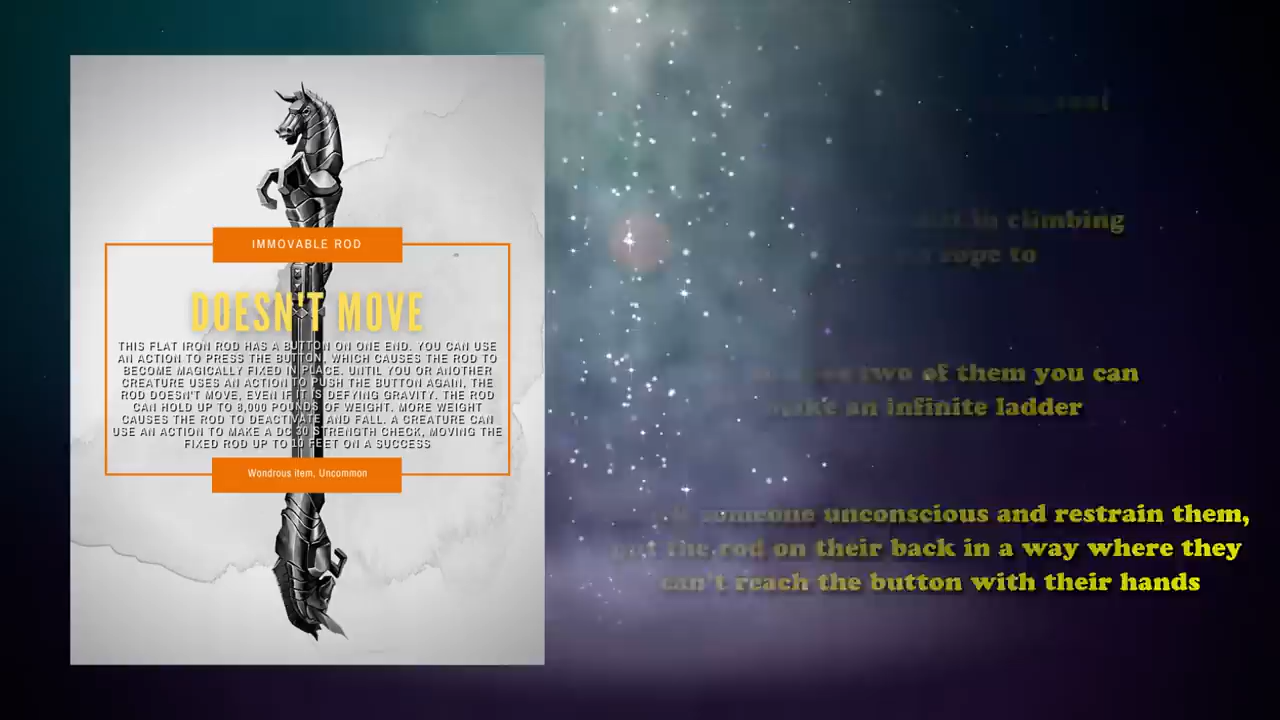 IMMOVABLE ROD
DOESN'T MOVE
THIS FLAT IRON ROD HAS A BUTTON ON ONE END. YOU CAN USE
AN ACTION TO PRESS THE BUTTON, WHICH CAUSES THE ROD TO
BECOME MAGICALLY FIXED IN PLACE. UNTIL YOU OR ANOTHER
CREATURE USES AN ACTION TO PUSH THE BUTTON AGAIN, THE
ROD DOESN'T MOVE, EVEN IF IT IS DEFYING GRAVITY. THE ROD
CAN HOLD UP TO 8,000 POUNDS OF WEIGHT. MORE WEIGHT
CAUSES THE ROD TO DEACTIVATE AND FALL. A CREATURE CAN
USE AN ACTION TO MAKE A DC 30 STRENGTH CHECK, MOVING THE
FIXED ROD UP TO 10 FEET ON A SUCCESS
Wondrous item, Uncommon
in climbing
rope to
two of them you can
make an infinite ladder
someone unconscious and restrain them,
the rod on their back in a way where they
can't reach the button with their hands